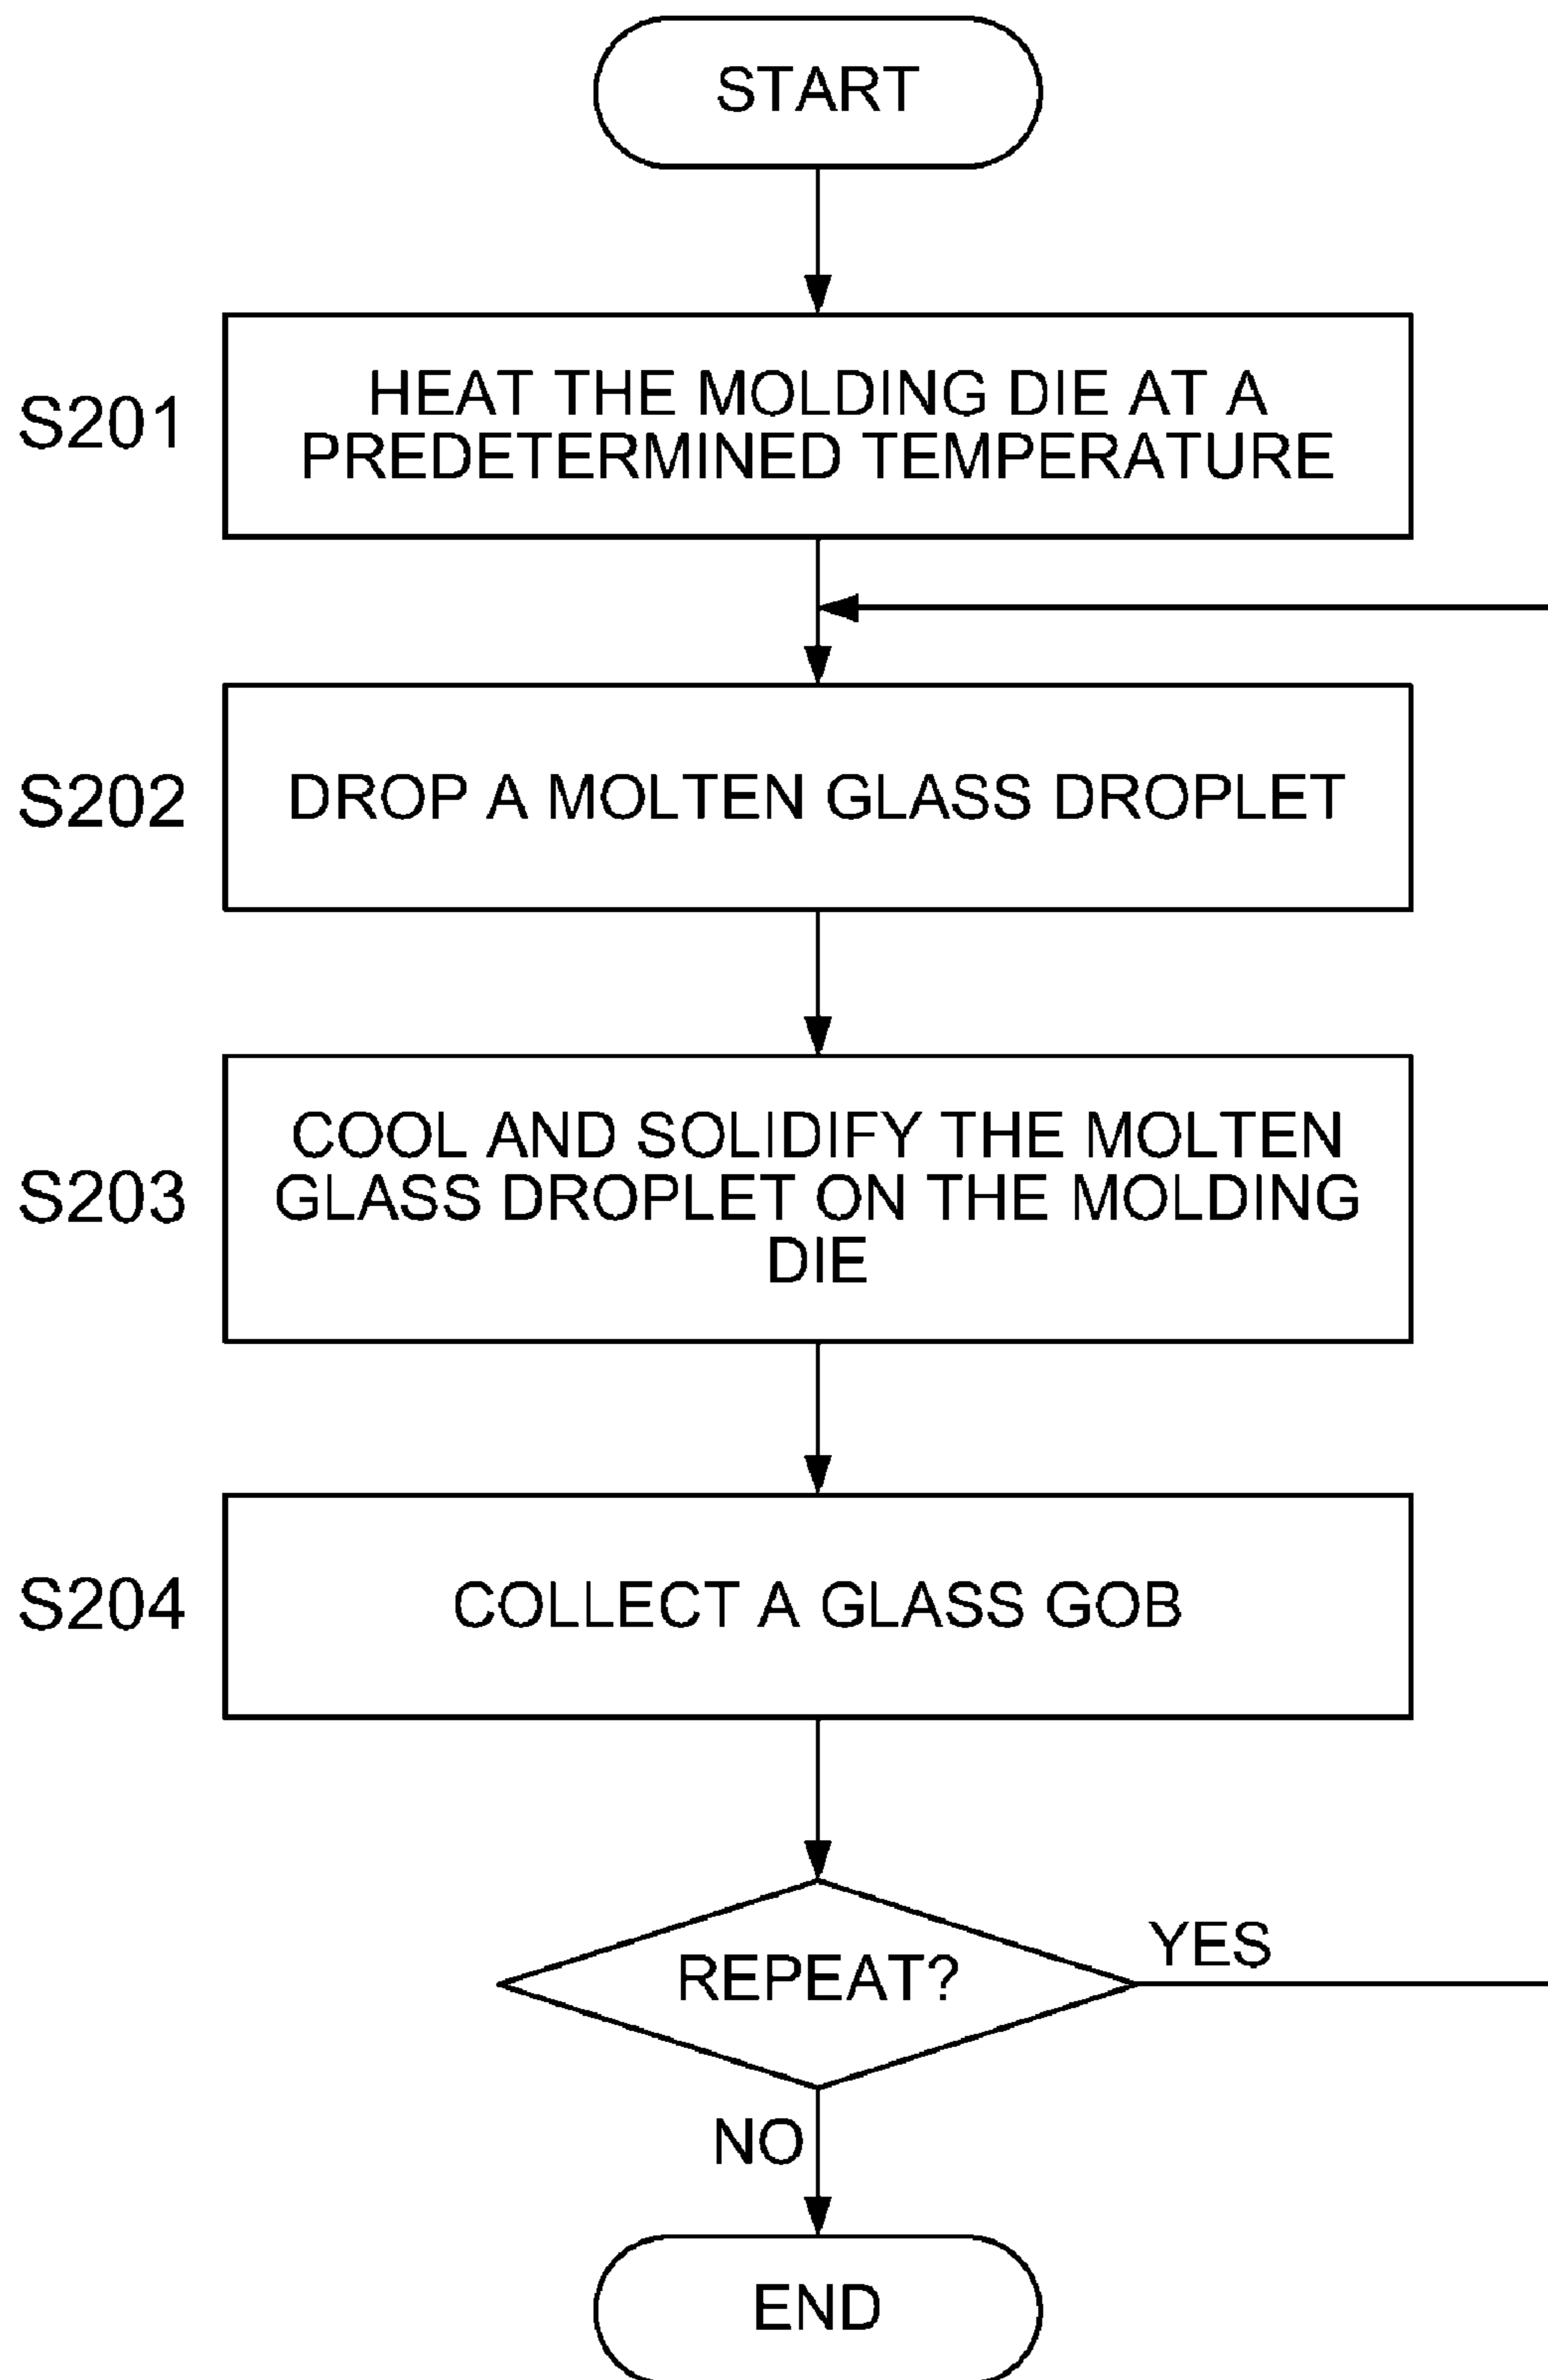 START
S201
HEAT THE MOLDING DIE AT A
PREDETERMINED TEMPERATURE
S202
DROP A MOLTEN GLASS DROPLET
S203
COOL AND SOLIDIFY THE MOLTEN
GLASS DROPLET ON THE MOLDING
DIE
S204
COLLECT A GLASS GOB
REPEAT?
YES
NO
END